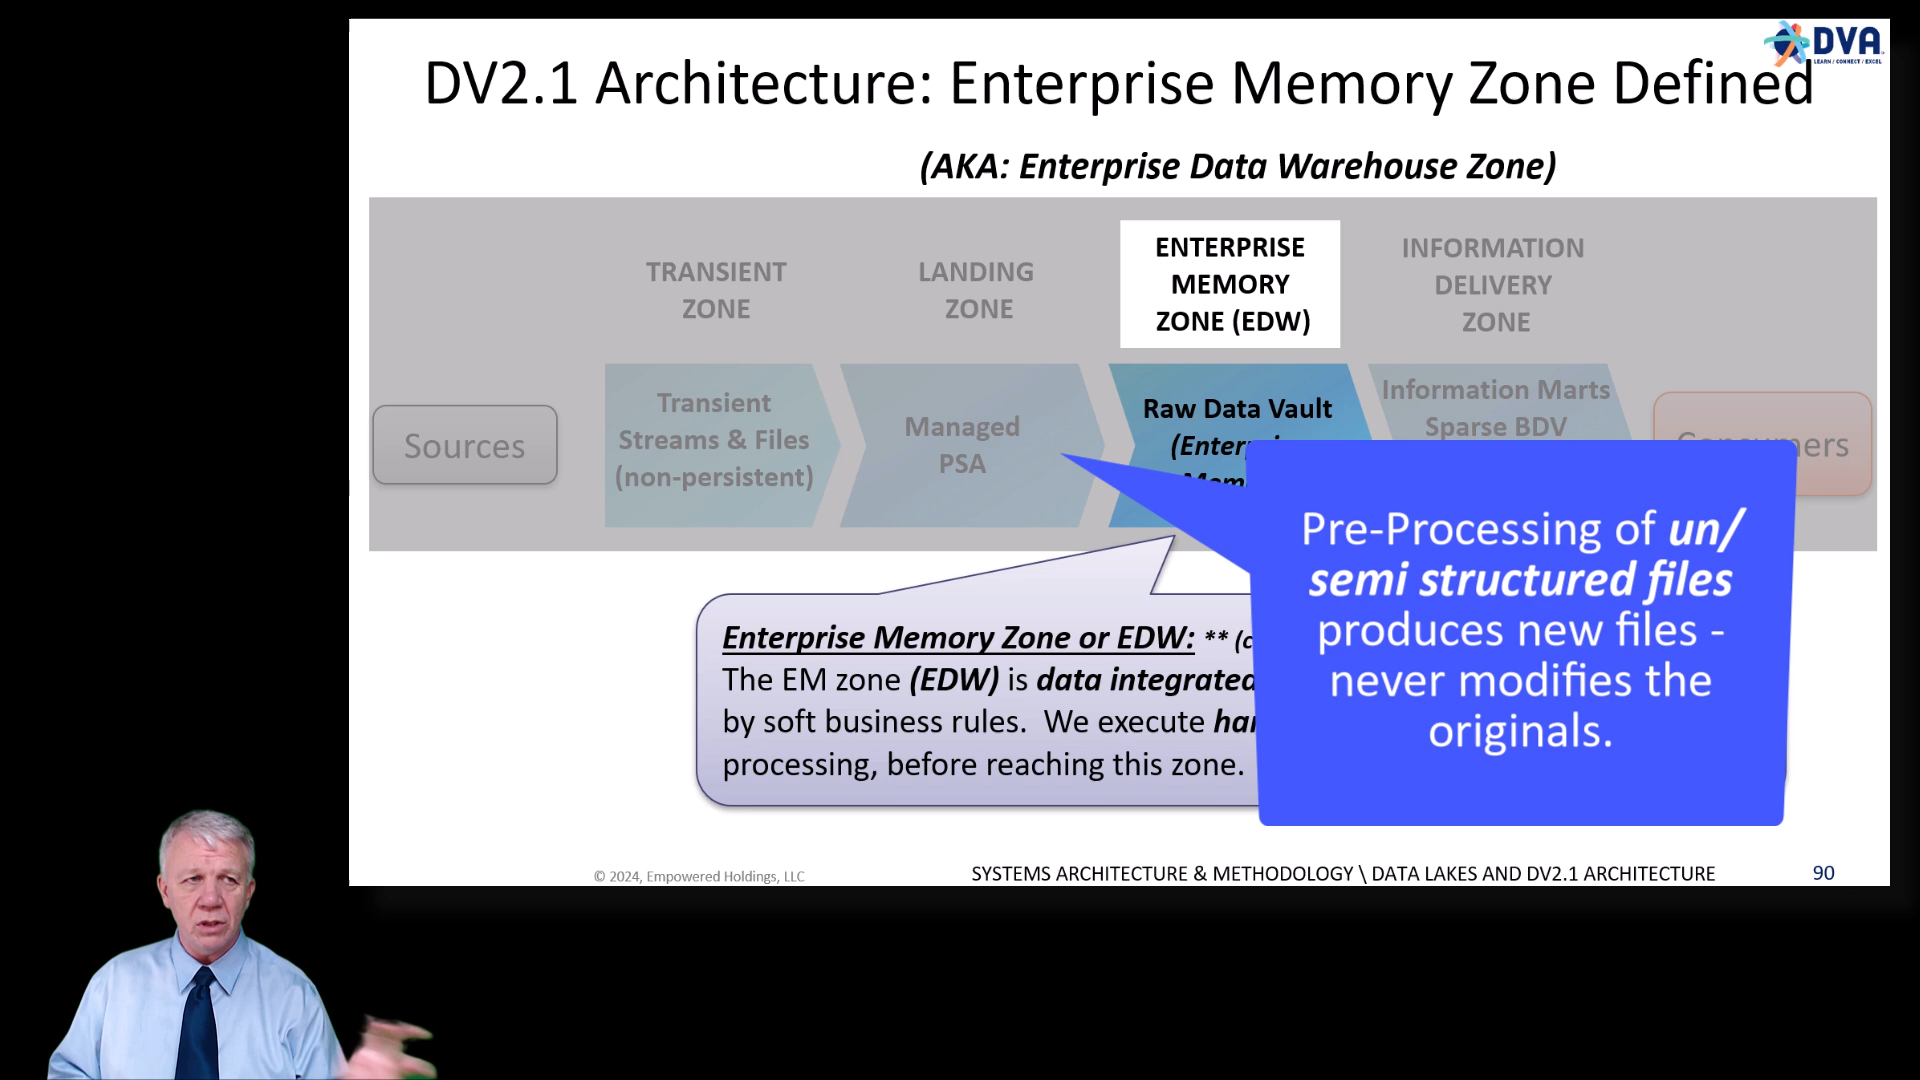 DVA
LEARN / CONNECT / EXCEL
DV2.1 Architecture: Enterprise Memory Zone Defined
(AKA: Enterprise Data Warehouse Zone)
TRANSIENT
ZONE
LANDING
ZONE
ENTERPRISE
MEMORY
ZONE (EDW)
INFORMATION
DELIVERY
ZONE
Sources
Transient
Streams & Files
(non-persistent)
Managed
PSA
Raw Data Vault
Information Marts
Sparse BDV
Pre-Processing of un/
semi structured files
produces new files -
never modifies the
originals.
Enterprise Memory Zone or EDW: ** (c
The EM zone (EDW) is data integrated
by soft business rules. We execute
processing, before reaching this zone.
© 2024, Empowered Holdings, LLC
SYSTEMS ARCHITECTURE & METHODOLOGY \ DATA LAKES AND DV2.1 ARCHITECTURE
90